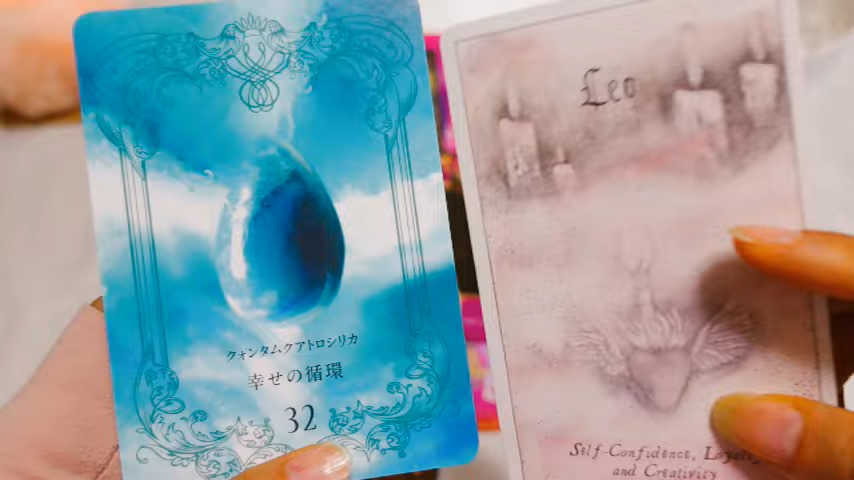 クォンタムクアトロシリカ
幸せの循環
32
Leo
Self-Confidence, Loyalty
and Creativity